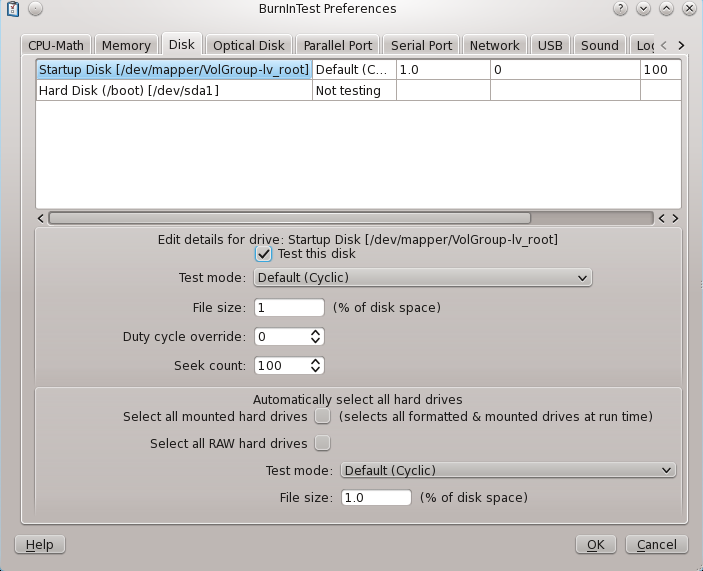 BurnInTest Preferences
CPU-Math Memory Disk Optical Disk Parallel Port Serial Port Network USB Sound
Startup Disk [/dev/mapper/VolGroup-lv_root] Default (C... 1.0 0 100
Hard Disk (/boot) [/dev/sda1] Not testing
Edit details for drive: Startup Disk [/dev/mapper/VolGroup-lv_root]
Test this disk
Test mode: Default (Cyclic)
File size: 1 (% of disk space)
Duty cycle override: 0
Seek count: 100
Automatically select all hard drives
Select all mounted hard drives (selects all formatted & mounted drives at run time)
Select all RAW hard drives
Test mode: Default (Cyclic)
File size: 1.0 (% of disk space)
Help OK Cancel